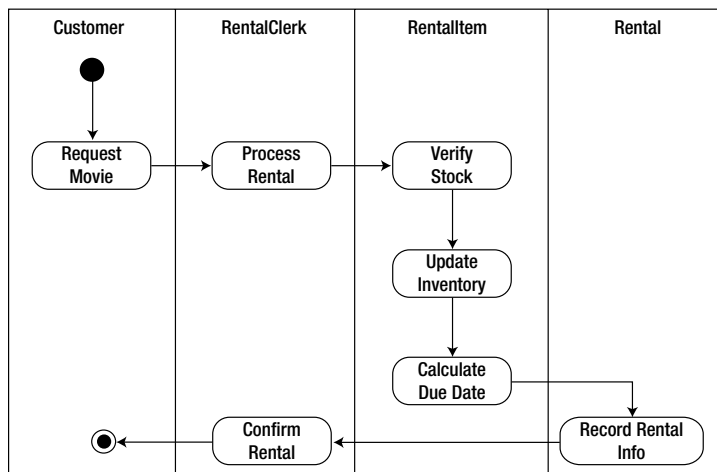 Customer
RentalClerk
RentalItem
Rental
Request
Movie
Process
Rental
Verify
Stock
Update
Inventory
Calculate
Due Date
Confirm
Rental
Record Rental
Info